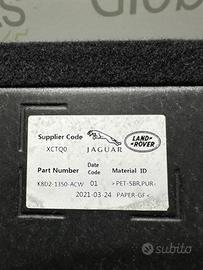 Supplier Code
XCTQ0
JAGUAR
LAND
ROVER
Part Number
Date
Code
Material ID
K8D2-1350-ACW
01
>PET-SBR,PUR<
2021-03-24
PAPER-GF<
subito